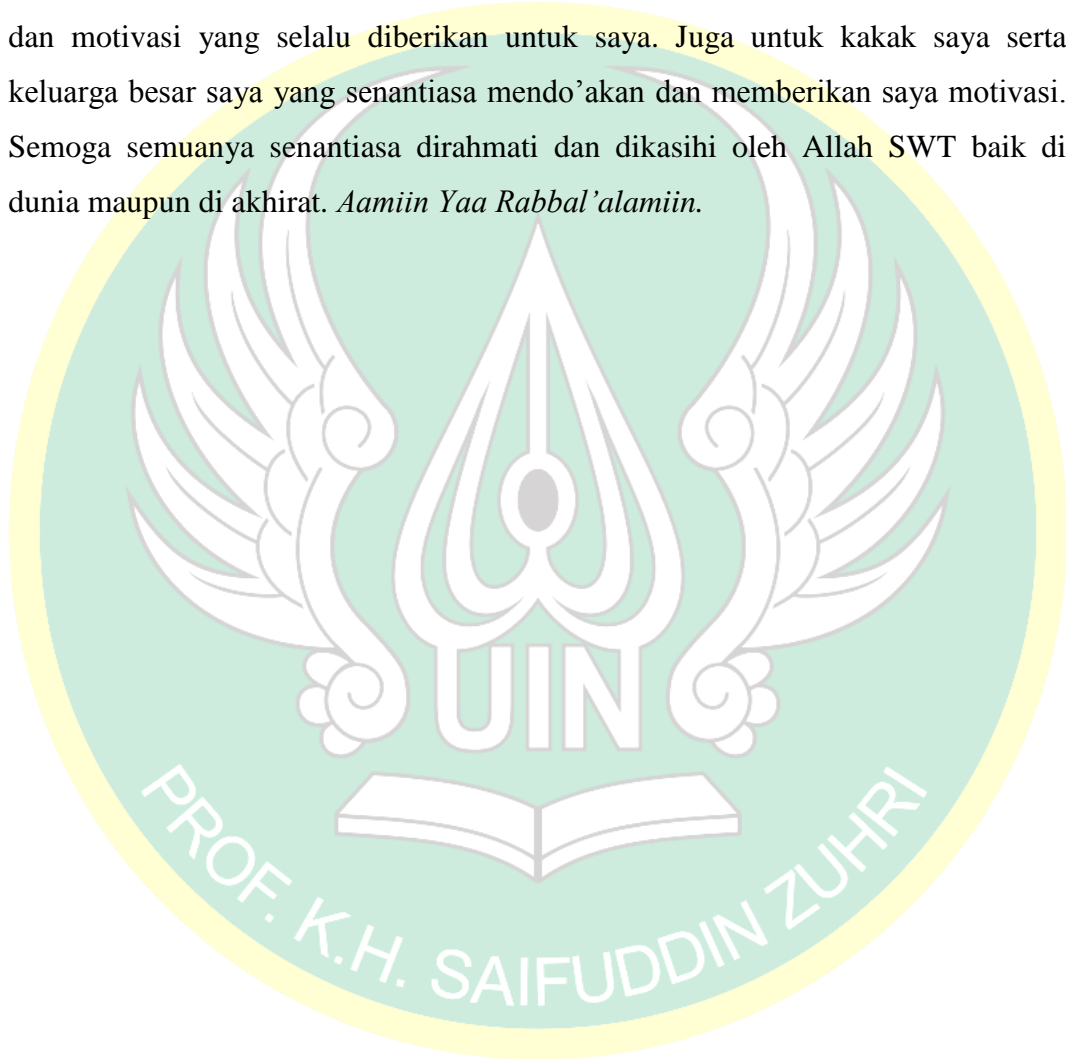 dan motivasi yang selalu diberikan untuk saya. Juga untuk kakak saya serta
keluarga besar saya yang senantiasa mendo’akan dan memberikan saya motivasi.
Semoga semuanya senantiasa dirahmati dan dikasihi oleh Allah SWT baik di
dunia maupun di akhirat. Aamiin Yaa Rabbal’alamiin.
UIN
PROF. K.H. SAIFUDDIN ZUHRI